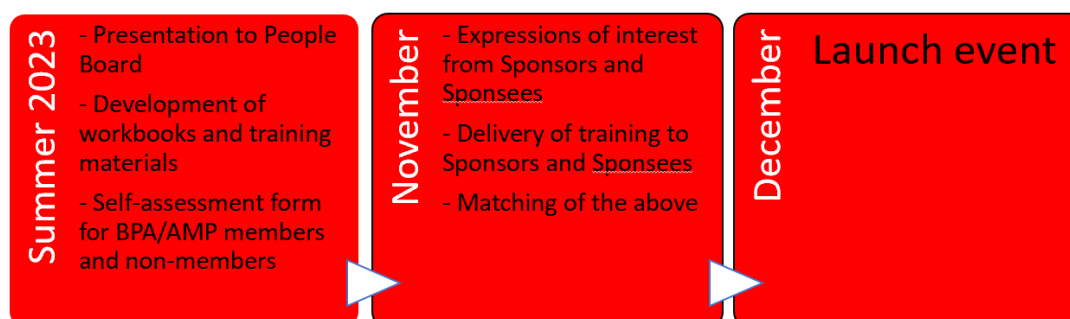 Summer 2023
- Presentation to People
Board
- Development of
workbooks and training
materials
- Self-assessment form
for BPA/AMP members
and non-members
November
- Expressions of interest
from Sponsors and
Sponsees
- Delivery of training to
Sponsors and Sponsees
- Matching of the above
December
Launch event